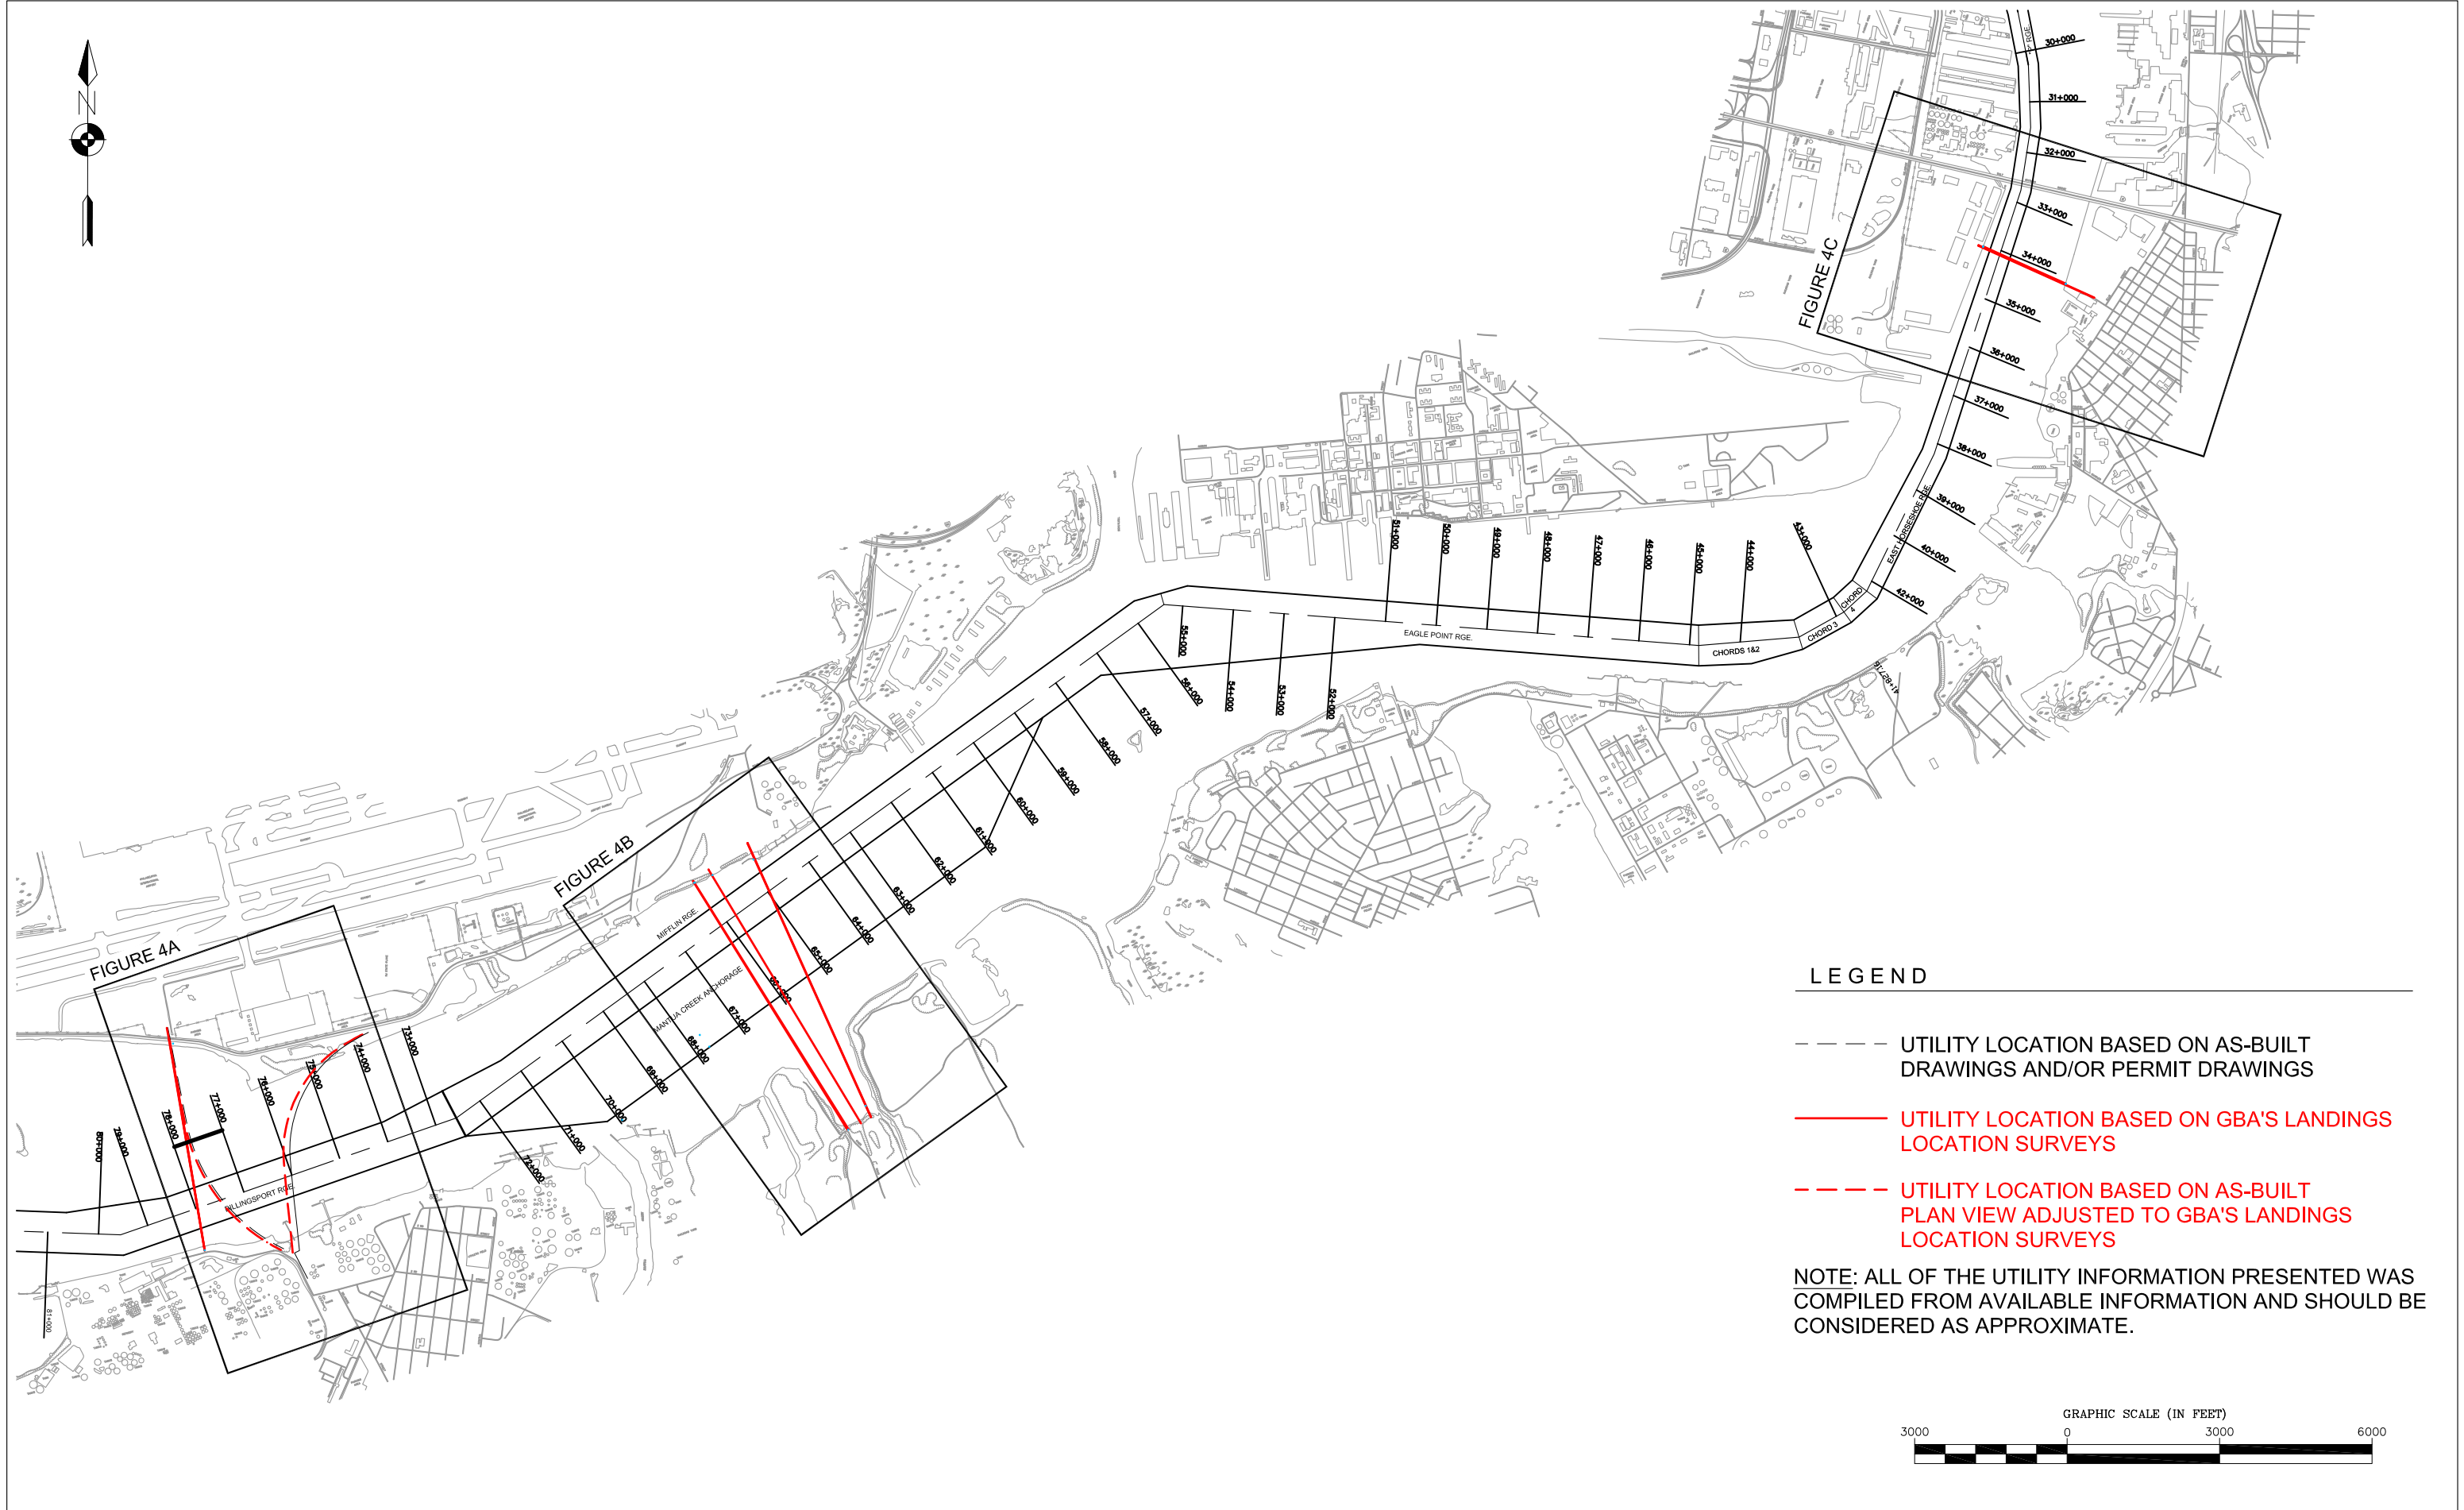 N
"D" RGE.
30+000
31+000
32+000
33+000
34+000
35+000
36+000
37+000
38+000
39+000
40+000
42+000
FIGURE 4C
EAST HORSESHOE RGE.
41+827.16
43+000
44+000
45+000
46+000
47+000
48+000
49+000
50+000
51+000
CHORD
4
CHORD 3
CHORDS 1&2
EAGLE POINT RGE.
52+000
53+000
54+000
55+000
56+000
57+000
58+000
59+000
60+000
61+000
62+000
63+000
64+000
65+000
66+000
67+000
68+000
69+000
70+000
71+000
72+000
FIGURE 4B
MIFFLIN RGE.
MANTUA CREEK ANCHORAGE
FIGURE 4A
73+000
74+000
75+000
76+000
77+000
78+000
79+000
80+000
81+000
BILLINGSPORT RGE.
LEGEND
UTILITY LOCATION BASED ON AS-BUILT
DRAWINGS AND/OR PERMIT DRAWINGS
UTILITY LOCATION BASED ON GBA'S LANDINGS
LOCATION SURVEYS
UTILITY LOCATION BASED ON AS-BUILT
PLAN VIEW ADJUSTED TO GBA'S LANDINGS
LOCATION SURVEYS
NOTE: ALL OF THE UTILITY INFORMATION PRESENTED WAS
COMPILED FROM AVAILABLE INFORMATION AND SHOULD BE
CONSIDERED AS APPROXIMATE.
GRAPHIC SCALE (IN FEET)
3000 0 3000 6000